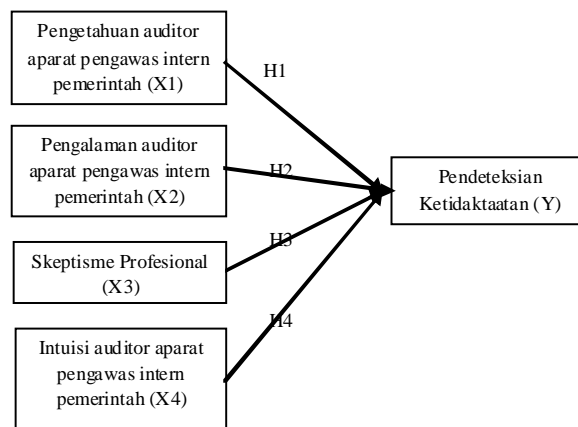 Pengetahuan auditor
aparat pengawas intern
pemerintah (X1)
H1
Pengalaman auditor
aparat pengawas intern
pemerintah (X2)
H2
Pendeteksian
Ketidaktaatan (Y)
Skeptisme Profesional
(X3)
H3
Intuisi auditor aparat
pengawas intern
pemerintah (X4)
H4